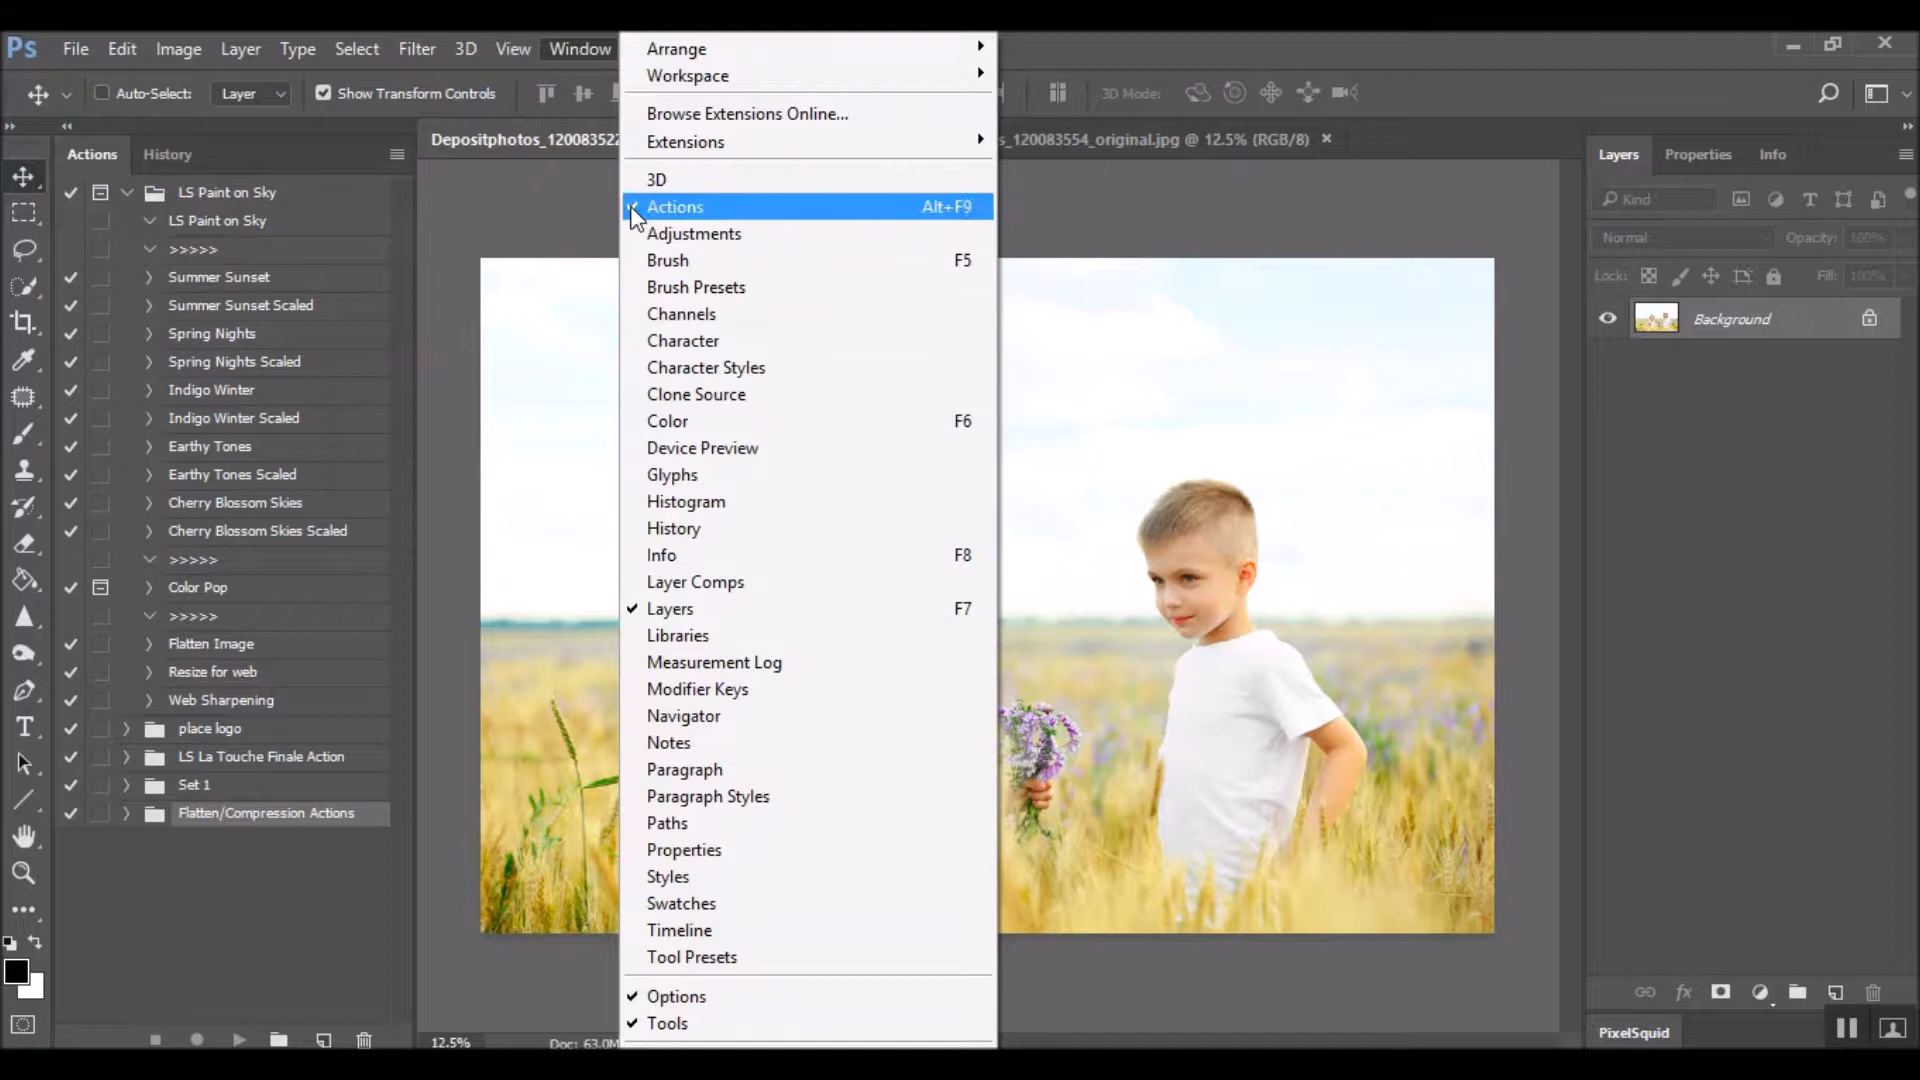 Ps File Edit Image Layer Type Select Filter 3D View Window
Auto-Select: Layer Show Transform Controls 3D Mode:
Depositphotos_12008352 s_120083554_original.jpg @ 12.5% (RGB/8) ×
Actions History
LS Paint on Sky
LS Paint on Sky
>>>>>
Summer Sunset
Summer Sunset Scaled
Spring Nights
Spring Nights Scaled
Indigo Winter
Indigo Winter Scaled
Earthy Tones
Earthy Tones Scaled
Cherry Blossom Skies
Cherry Blossom Skies Scaled
>>>>>
Color Pop
>>>>>
Flatten Image
Resize for web
Web Sharpening
place logo
LS La Touche Finale Action
Set 1
Flatten/Compression Actions
Arrange
Workspace
Browse Extensions Online...
Extensions
3D
Actions Alt+F9
Adjustments
Brush F5
Brush Presets
Channels
Character
Character Styles
Clone Source
Color F6
Device Preview
Glyphs
Histogram
History
Info F8
Layer Comps
Layers F7
Libraries
Measurement Log
Modifier Keys
Navigator
Notes
Paragraph
Paragraph Styles
Paths
Properties
Styles
Swatches
Timeline
Tool Presets
Options
Tools
12.5% Doc: 63.0M
Layers Properties Info
Kind
Normal Opacity: 100%
Lock: Fill: 100%
Background
fx
PixelSquid